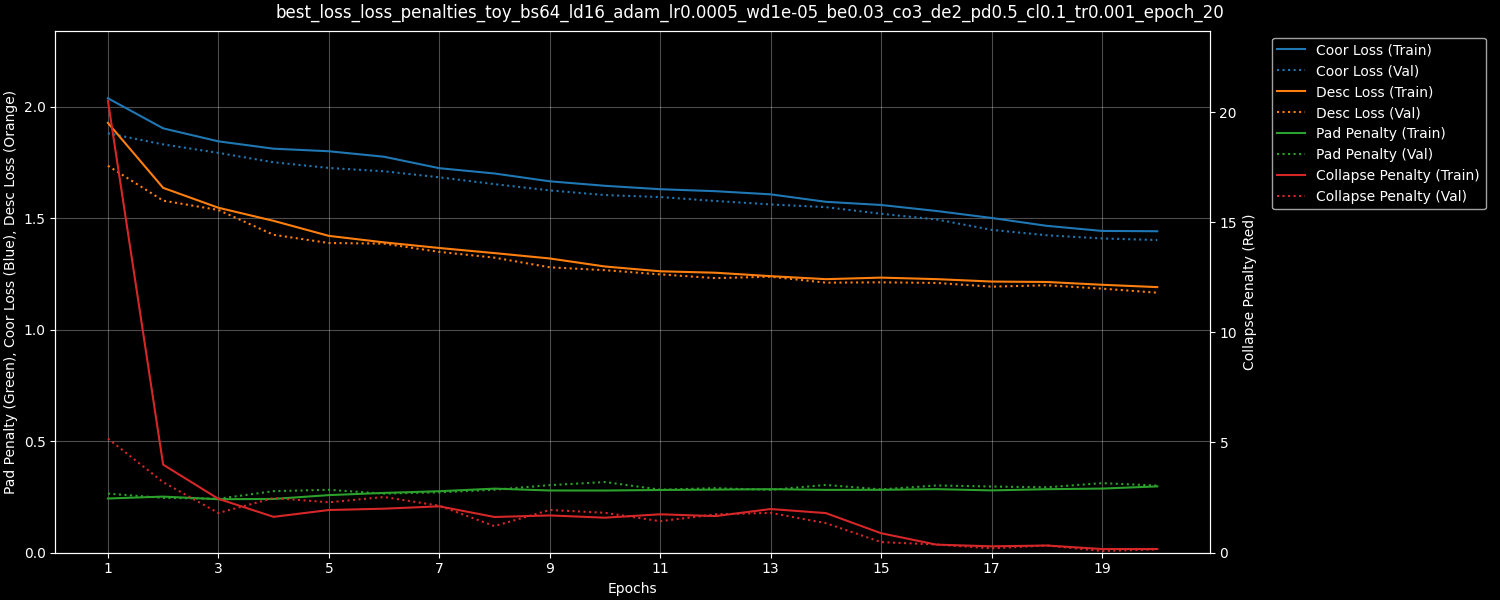 best_loss_loss_penalties_toy_bs64_ld16_adam_lr0.0005_wd1e-05_be0.03_co3_de2_pd0.5_cl0.1_tr0.001_epoch_20
Pad Penalty (Green), Coor Loss (Blue), Desc Loss (Orange)
2.0
1.5
1.0
0.5
0.0
1 3 5 7 9 11 13 15 17 19
Epochs
20
15
10
5
0
Collapse Penalty (Red)
Coor Loss (Train)
Coor Loss (Val)
Desc Loss (Train)
Desc Loss (Val)
Pad Penalty (Train)
Pad Penalty (Val)
Collapse Penalty (Train)
Collapse Penalty (Val)